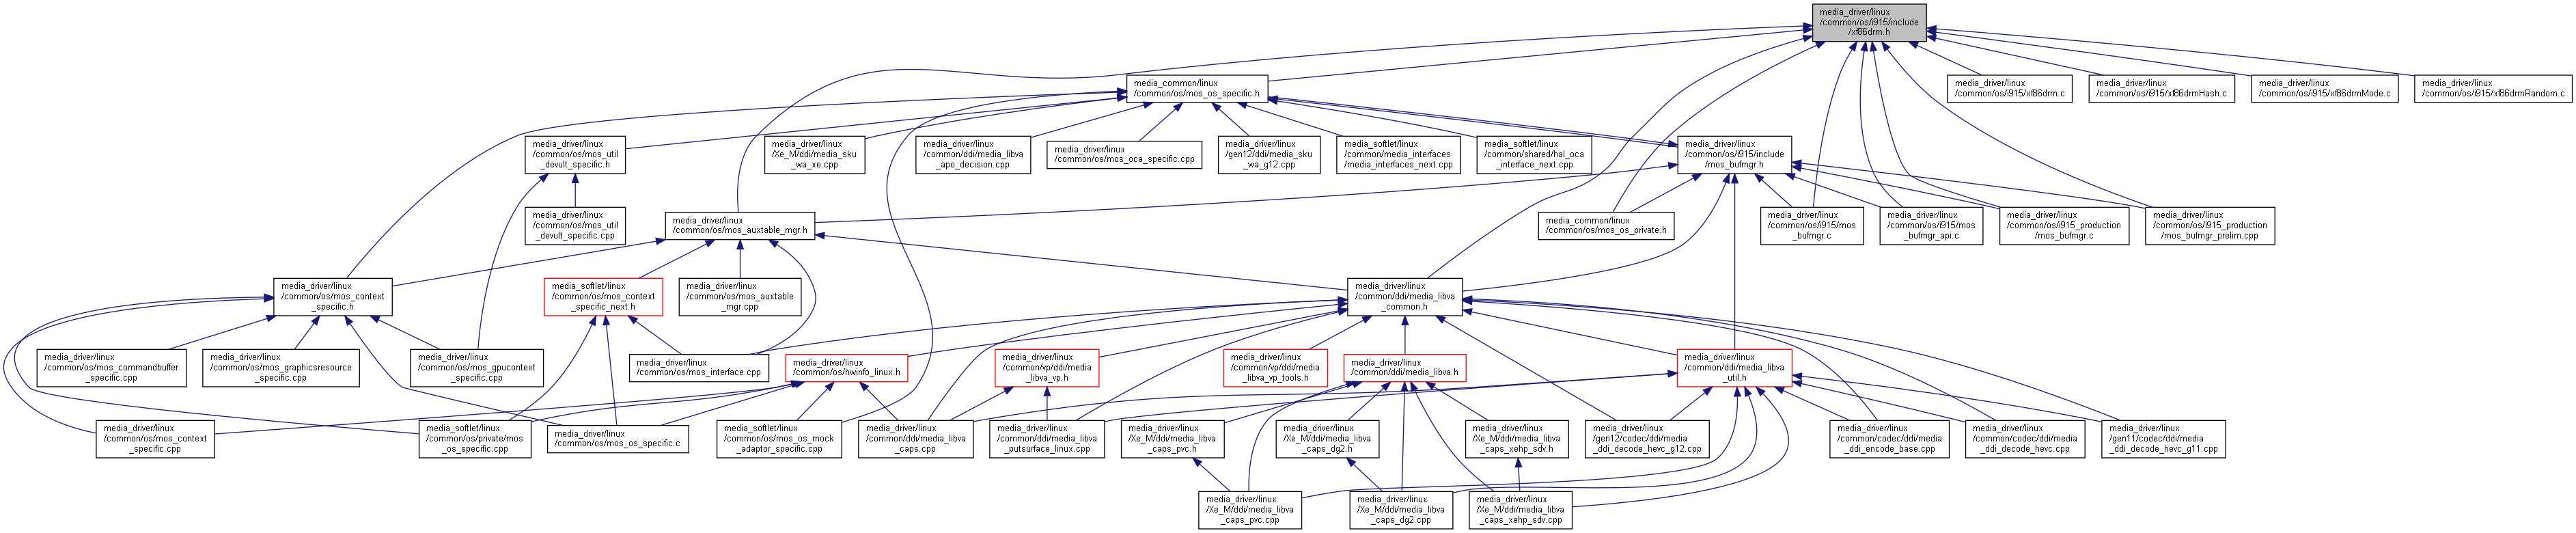 media_driver/linux
/common/os/i915/include
/xf86drm.h
media_common/linux
/common/os/mos_os_specific.h
media_driver/linux
/common/os/i915/xf86drm.c
media_driver/linux
/common/os/i915/xf86drmHash.c
media_driver/linux
/common/os/i915/xf86drmMode.c
media_driver/linux
/common/os/i915/xf86drmRandom.c
media_driver/linux
/common/os/mos_util
_devult_specific.h
media_driver/linux
/Xe_M/ddi/media_sku
_wa_xe.cpp
media_driver/linux
/common/ddi/media_libva
_apo_decision.cpp
media_driver/linux
/common/os/mos_oca_specific.cpp
media_driver/linux
/gen12/ddi/media_sku
_wa_g12.cpp
media_softlet/linux
/common/media_interfaces
/media_interfaces_next.cpp
media_softlet/linux
/common/shared/hal_oca
_interface_next.cpp
media_driver/linux
/common/os/i915/include
/mos_bufmgr.h
media_driver/linux
/common/os/mos_util
_devult_specific.cpp
media_driver/linux
/common/os/mos_auxtable_mgr.h
media_common/linux
/common/os/mos_os_private.h
media_driver/linux
/common/os/i915/mos
_bufmgr.c
media_driver/linux
/common/os/i915/mos
_bufmgr_api.c
media_driver/linux
/common/os/i915_production
/mos_bufmgr.c
media_driver/linux
/common/os/i915_production
/mos_bufmgr_prelim.cpp
media_driver/linux
/common/os/mos_context
_specific.h
media_softlet/linux
/common/os/mos_context
_specific_next.h
media_driver/linux
/common/os/mos_auxtable
_mgr.cpp
media_driver/linux
/common/ddi/media_libva
_common.h
media_driver/linux
/common/os/mos_commandbuffer
_specific.cpp
media_driver/linux
/common/os/mos_graphicsresource
_specific.cpp
media_driver/linux
/common/os/mos_gpucontext
_specific.cpp
media_driver/linux
/common/os/mos_interface.cpp
media_driver/linux
/common/os/hwinfo_linux.h
media_driver/linux
/common/vp/ddi/media
_libva_vp.h
media_driver/linux
/common/vp/ddi/media
_libva_vp_tools.h
media_driver/linux
/common/ddi/media_libva.h
media_driver/linux
/common/ddi/media_libva
_util.h
media_driver/linux
/common/os/mos_context
_specific.cpp
media_softlet/linux
/common/os/private/mos
_os_specific.cpp
media_driver/linux
/common/os/mos_os_specific.c
media_softlet/linux
/common/os/mos_os_mock
_adaptor_specific.cpp
media_driver/linux
/common/ddi/media_libva
_caps.cpp
media_driver/linux
/common/ddi/media_libva
_putsurface_linux.cpp
media_driver/linux
/Xe_M/ddi/media_libva
_caps_pvc.h
media_driver/linux
/Xe_M/ddi/media_libva
_caps_dg2.h
media_driver/linux
/Xe_M/ddi/media_libva
_caps_xehp_sdv.h
media_driver/linux
/gen12/codec/ddi/media
_ddi_decode_hevc_g12.cpp
media_driver/linux
/common/codec/ddi/media
_ddi_encode_base.cpp
media_driver/linux
/common/codec/ddi/media
_ddi_decode_hevc.cpp
media_driver/linux
/gen11/codec/ddi/media
_ddi_decode_hevc_g11.cpp
media_driver/linux
/Xe_M/ddi/media_libva
_caps_pvc.cpp
media_driver/linux
/Xe_M/ddi/media_libva
_caps_dg2.cpp
media_driver/linux
/Xe_M/ddi/media_libva
_caps_xehp_sdv.cpp